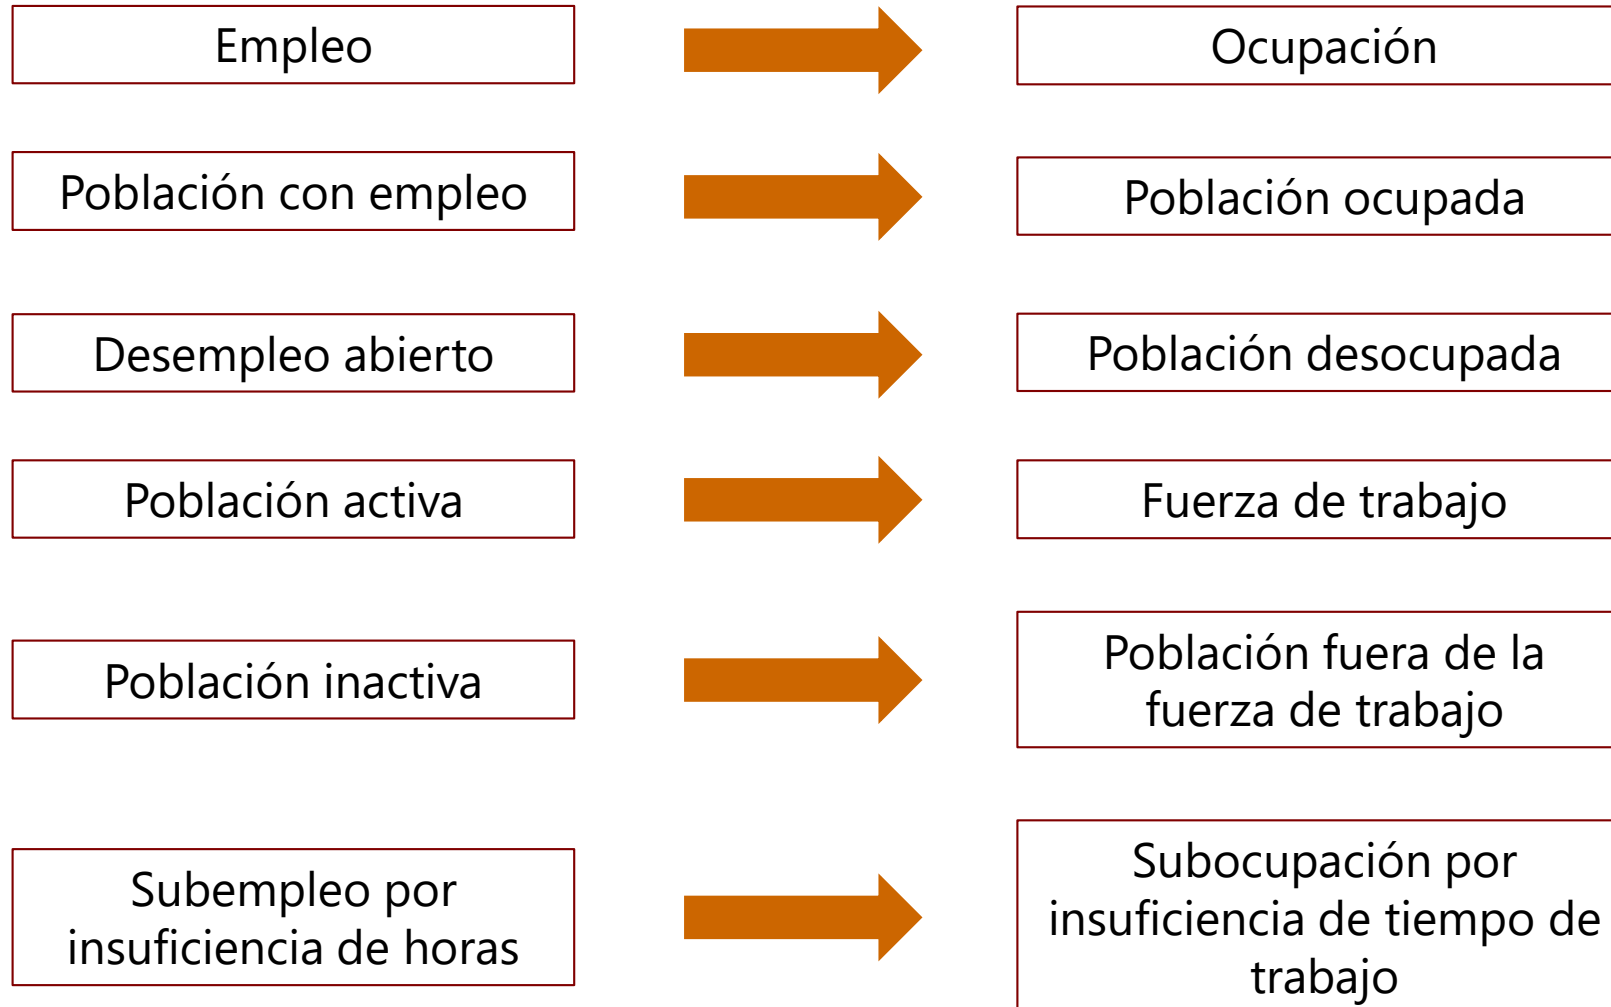 Empleo
Ocupación
Población con empleo
Población ocupada
Desempleo abierto
Población desocupada
Población activa
Fuerza de trabajo
Población inactiva
Población fuera de la
fuerza de trabajo
Subempleo por
insuficiencia de horas
Subocupación por
insuficiencia de tiempo de
trabajo